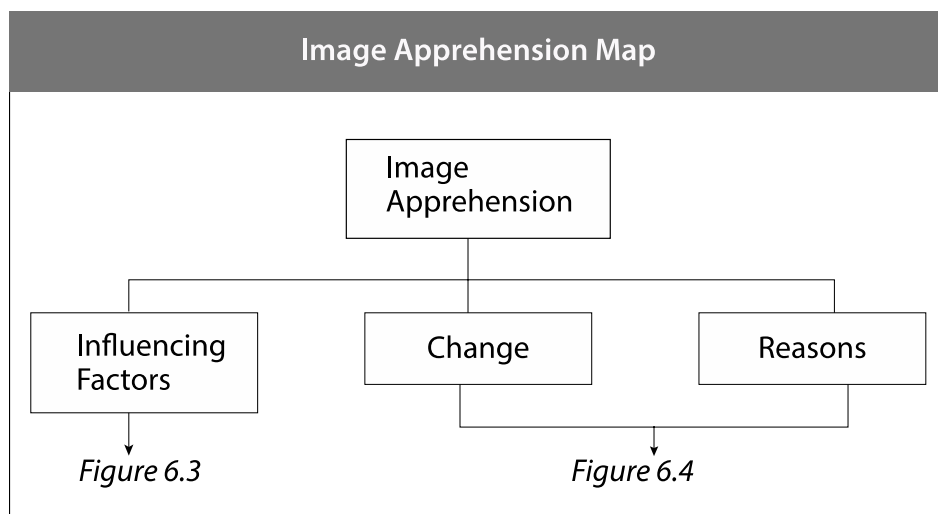 Image Apprehension Map
Image
Apprehension
Influencing
Factors
Change
Reasons
Figure 6.3
Figure 6.4